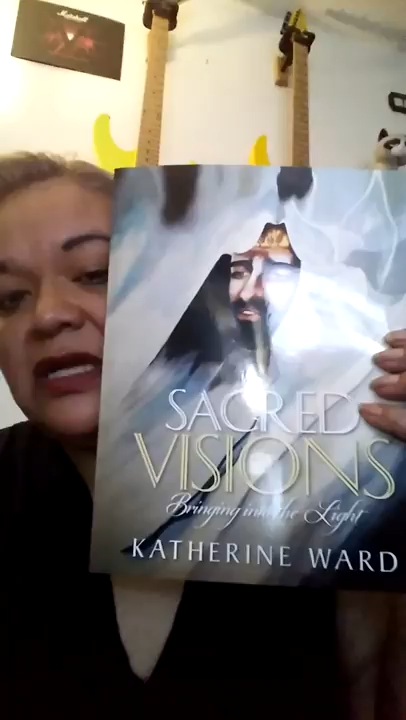 Marshall
SACRED
VISIONS
Bringing into the Light
KATHERINE WARD